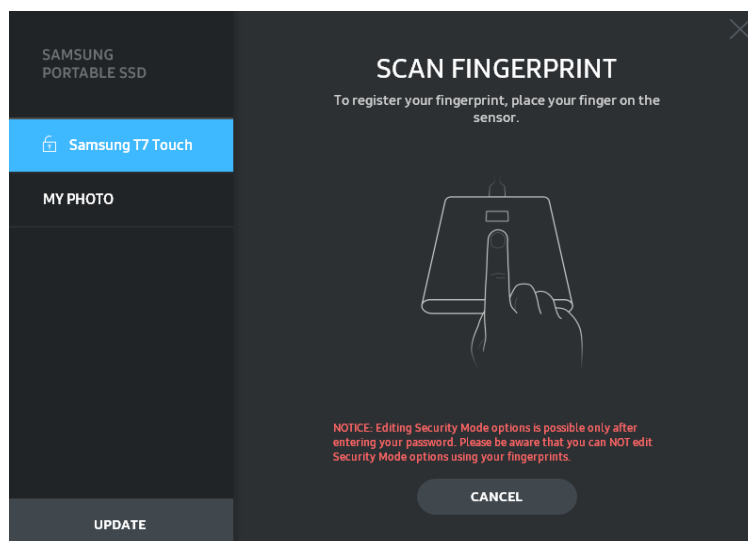 SAMSUNG
PORTABLE SSD
Samsung T7 Touch
MY PHOTO
UPDATE
SCAN FINGERPRINT
To register your fingerprint, place your finger on the
sensor.
NOTICE: Editing Security Mode options is possible only after
entering your password. Please be aware that you can NOT edit
Security Mode options using your fingerprints.
CANCEL